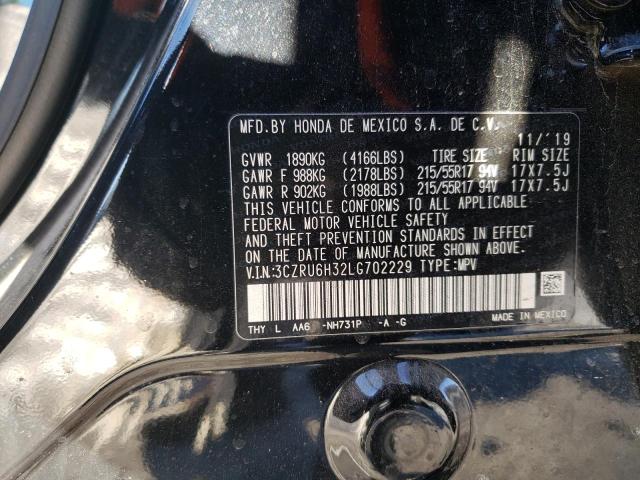 MFD.BY HONDA DE MEXICO S.A. DE C.V. 11/'19
GVWR 1890KG (4166LBS) TIRE SIZE RIM SIZE
GAWR F 988KG (2178LBS) 215/55R17 94V 17X7.5J
GAWR R 902KG (1988LBS) 215/55R17 94V 17X7.5J
THIS VEHICLE CONFORMS TO ALL APPLICABLE
FEDERAL MOTOR VEHICLE SAFETY
AND THEFT PREVENTION STANDARDS IN EFFECT
ON THE DATE OF MANUFACTURE SHOWN ABOVE.
V.I.N:3CZRU6H32LG702229 TYPE:MPV
THY L AA6 -NH731P -A -G MADE IN MEXICO